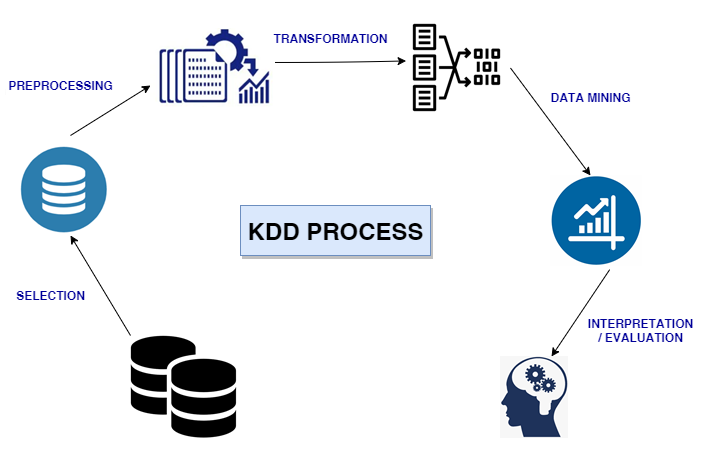 TRANSFORMATION
PREPROCESSING
DATA MINING
KDD PROCESS
SELECTION
INTERPRETATION
/ EVALUATION